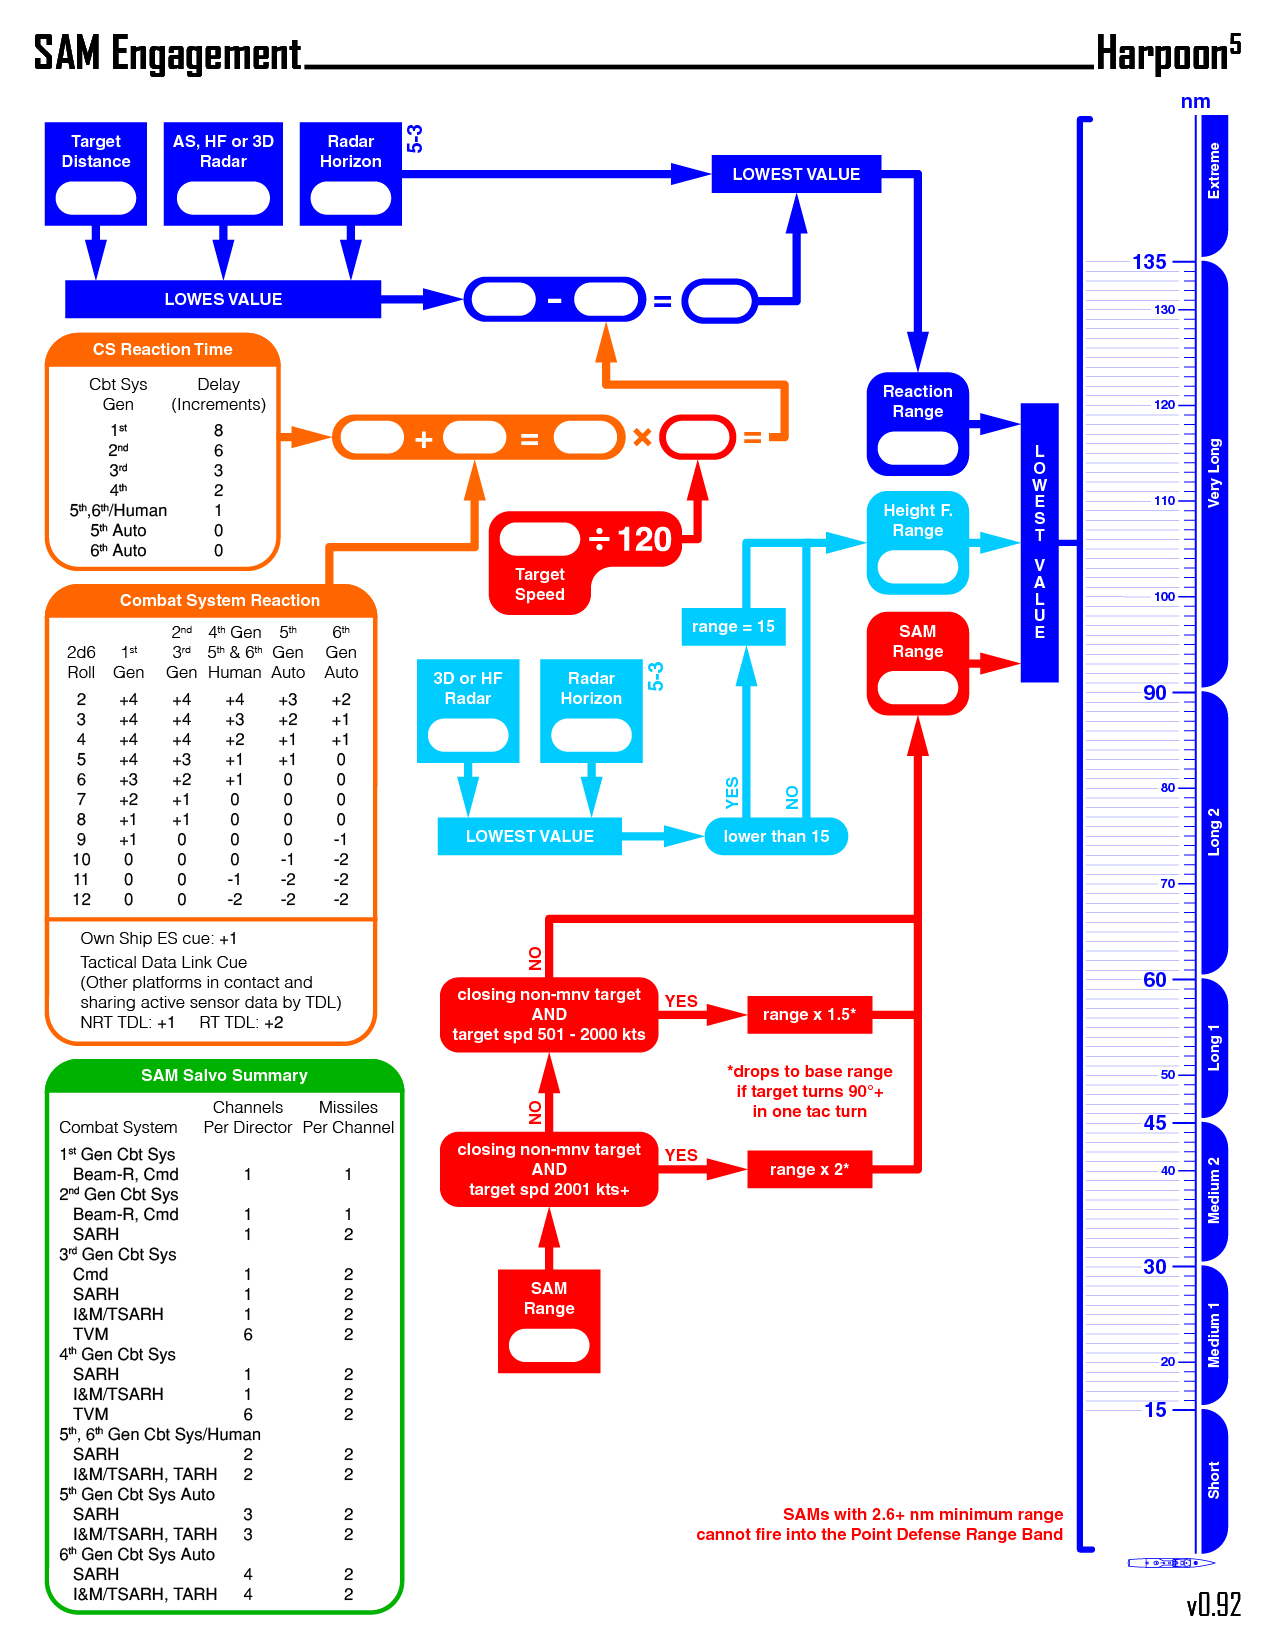 SAM Engagement
Harpoon⁵
nm
Target Distance
AS, HF or 3D Radar
Radar Horizon
5-3
LOWEST VALUE
LOWES VALUE
−
=
CS Reaction Time
Cbt Sys Gen
Delay (Increments)
1st 8
2nd 6
3rd 3
4th 2
5th,6th/Human 1
5th Auto 0
6th Auto 0
+
=
×
=
÷ 120
Target Speed
Reaction Range
Height F. Range
SAM Range
LOWEST VALUE
range = 15
3D or HF Radar
Radar Horizon
5-3
YES
NO
LOWEST VALUE
lower than 15
Combat System Reaction
2nd 4th Gen 5th 6th
2d6 1st 3rd 5th & 6th Gen Gen
Roll Gen Gen Human Auto Auto
2 +4 +4 +4 +3 +2
3 +4 +4 +3 +2 +1
4 +4 +4 +2 +1 +1
5 +4 +3 +1 +1 0
6 +3 +2 +1 0 0
7 +2 +1 0 0 0
8 +1 +1 0 0 0
9 +1 0 0 0 -1
10 0 0 0 -1 -2
11 0 0 -1 -2 -2
12 0 0 -2 -2 -2
Own Ship ES cue: +1
Tactical Data Link Cue
(Other platforms in contact and
sharing active sensor data by TDL)
NRT TDL: +1 RT TDL: +2
NO
closing non-mnv target
AND
target spd 501 - 2000 kts
YES
range x 1.5*
*drops to base range
if target turns 90°+
in one tac turn
NO
closing non-mnv target
AND
target spd 2001 kts+
YES
range x 2*
SAM
Range
SAM Salvo Summary
Channels Missiles
Combat System Per Director Per Channel
1st Gen Cbt Sys
Beam-R, Cmd 1 1
2nd Gen Cbt Sys
Beam-R, Cmd 1 1
SARH 1 2
3rd Gen Cbt Sys
Cmd 1 2
SARH 1 2
I&M/TSARH 1 2
TVM 6 2
4th Gen Cbt Sys
SARH 1 2
I&M/TSARH 1 2
TVM 6 2
5th, 6th Gen Cbt Sys/Human
SARH 2 2
I&M/TSARH, TARH 2 2
5th Gen Cbt Sys Auto
SARH 3 2
I&M/TSARH, TARH 3 2
6th Gen Cbt Sys Auto
SARH 4 2
I&M/TSARH, TARH 4 2
SAMs with 2.6+ nm minimum range
cannot fire into the Point Defense Range Band
Extreme
135
130
120
Very Long
110
100
90
80
Long 2
70
60
Long 1
50
45
40
Medium 2
30
Medium 1
20
15
Short
v0.92